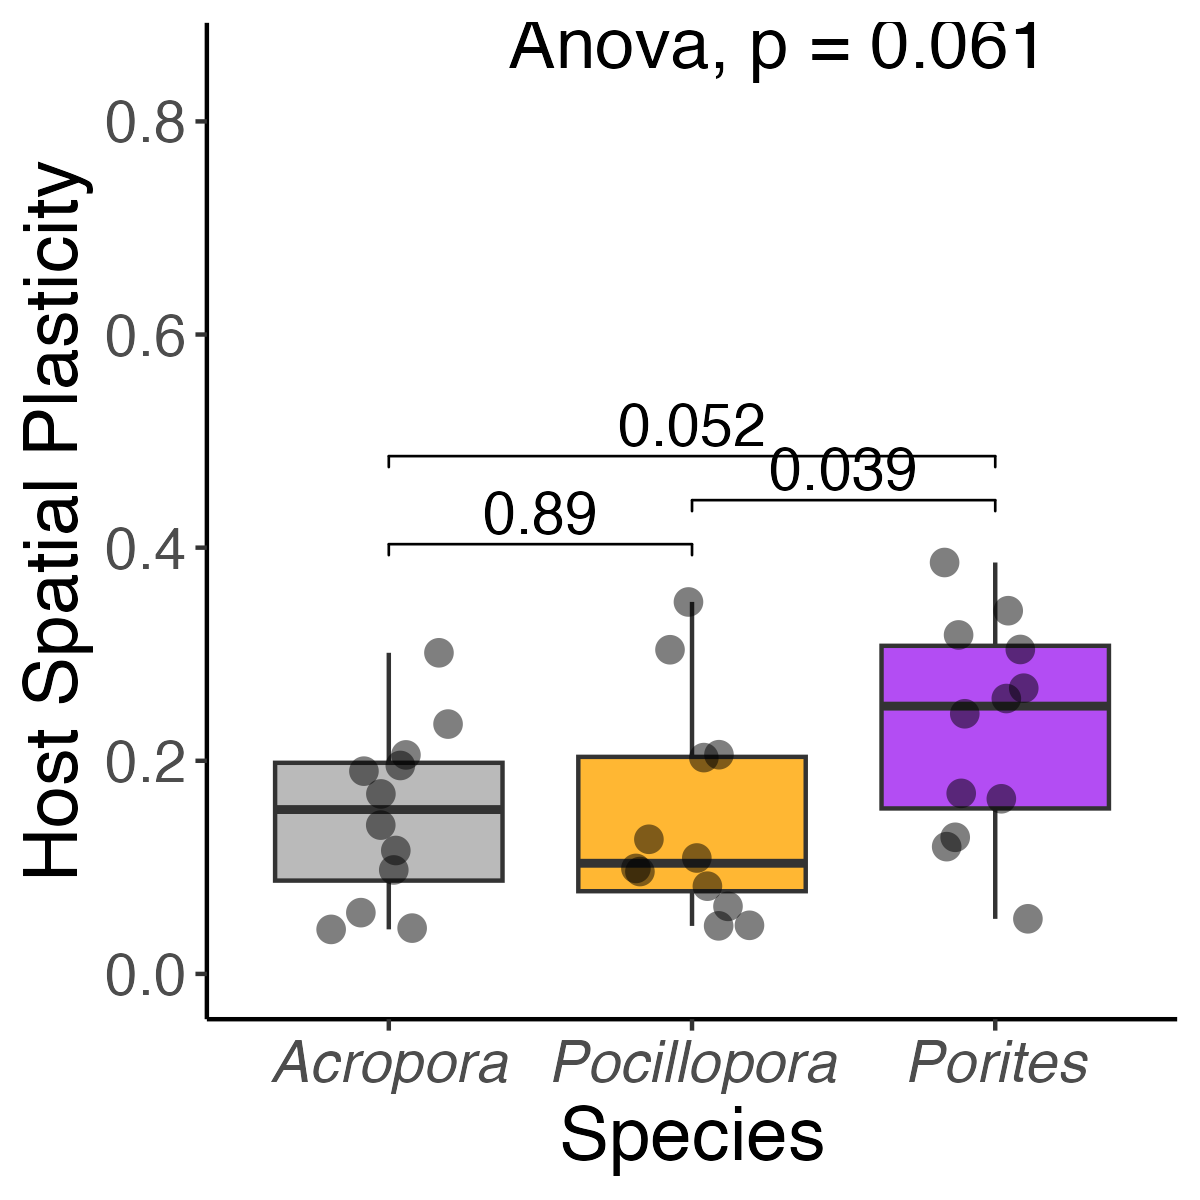 Anova, p = 0.061
Host Spatial Plasticity
0.8
0.6
0.4
0.2
0.0
0.052
0.039
0.89
Acropora
Pocillopora
Porites
Species